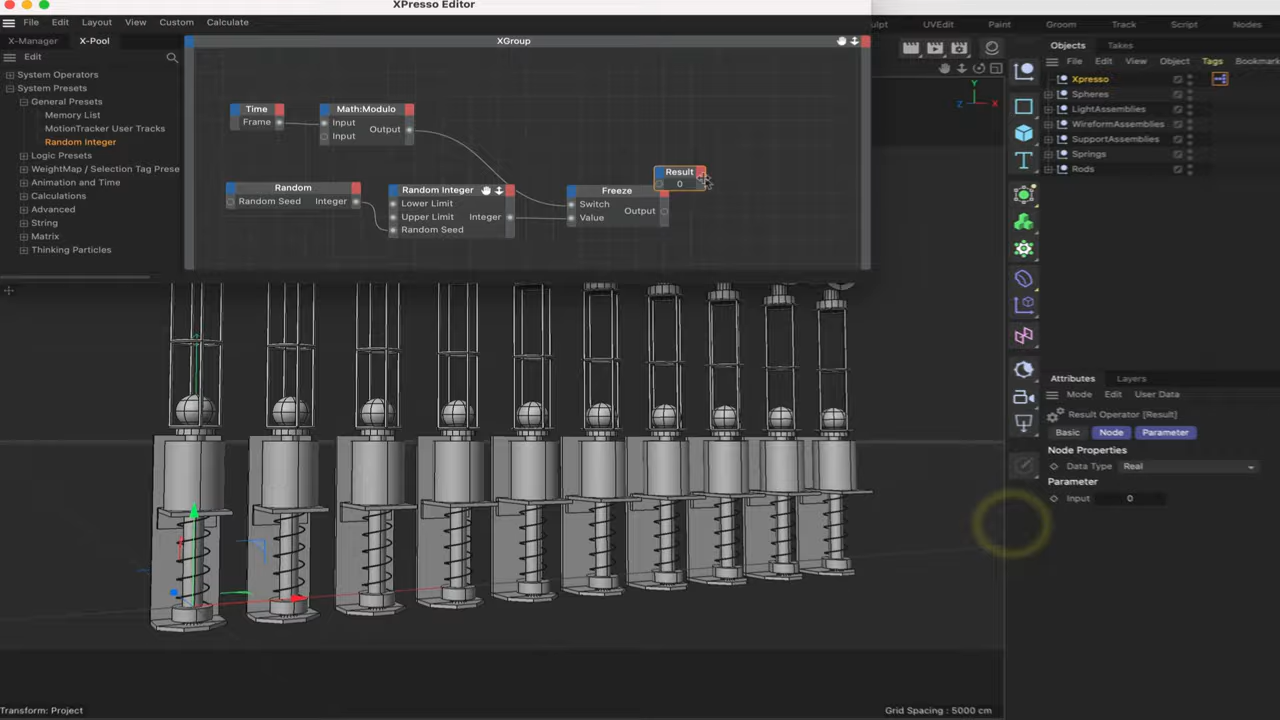 XPresso Editor
File Edit Layout View Custom Calculate
X-Manager X-Pool
Edit
System Operators
System Presets
General Presets
Memory List
MotionTracker User Tracks
Random Integer
Logic Presets
WeightMap / Selection Tag Prese
Animation and Time
Calculations
Advanced
String
Matrix
Thinking Particles
XGroup
Time
Frame
Math:Modulo
Input
Output
Input
Random
Random Seed Integer
Random Integer
Lower Limit
Upper Limit Integer
Random Seed
Freeze
Switch
Output
Value
Result
0
sculpt UVEdit Paint Groom Track Script Nodes
Objects Takes
File Edit View Object Tags Bookmark
Xpresso
Spheres
LightAssemblies
WireformAssemblies
SupportAssemblies
Springs
Rods
Y
Z X
Attributes Layers
Mode Edit User Data
Result Operator [Result]
Basic Node Parameter
Node Properties
Data Type Real
Parameter
Input 0
Transform: Project
Grid Spacing : 5000 cm